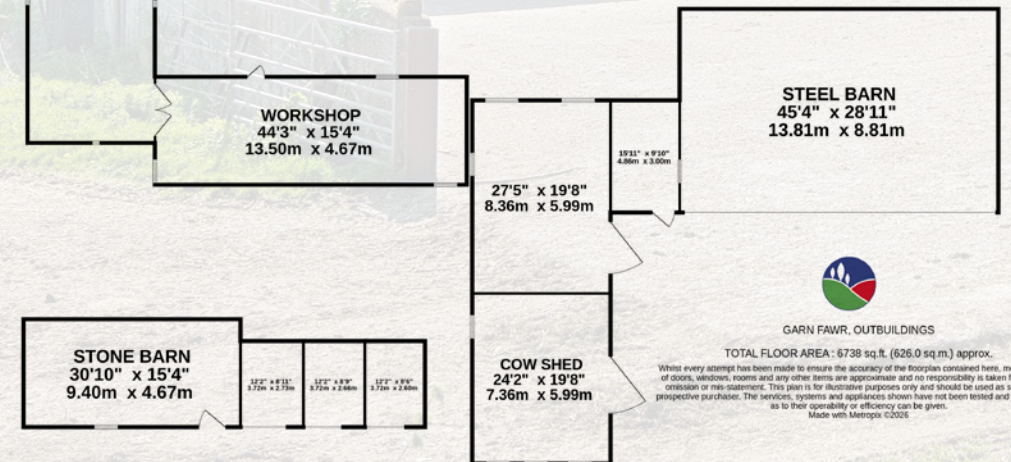 WORKSHOP
44'3" x 15'4"
13.50m x 4.67m
STEEL BARN
45'4" x 28'11"
13.81m x 8.81m
15'11" x 9'10"
4.86m x 3.00m
27'5" x 19'8"
8.36m x 5.99m
STONE BARN
30'10" x 15'4"
9.40m x 4.67m
12'2" x 8'11"
3.72m x 2.73m
12'2" x 8'9"
3.72m x 2.66m
12'2" x 8'6"
3.72m x 2.60m
COW SHED
24'2" x 19'8"
7.36m x 5.99m
GARN FAWR, OUTBUILDINGS
TOTAL FLOOR AREA : 6738 sq.ft. (626.0 sq.m.) approx.
Whilst every attempt has been made to ensure the accuracy of the floorplan contained here,
of doors, windows, rooms and any other items are approximate and no responsibility is taken
omission or mis-statement. This plan is for illustrative purposes only and should be used as
prospective purchaser. The services, systems and appliances shown have not been tested and
as to their operability or efficiency can be given.
Made with Metropix ©2026